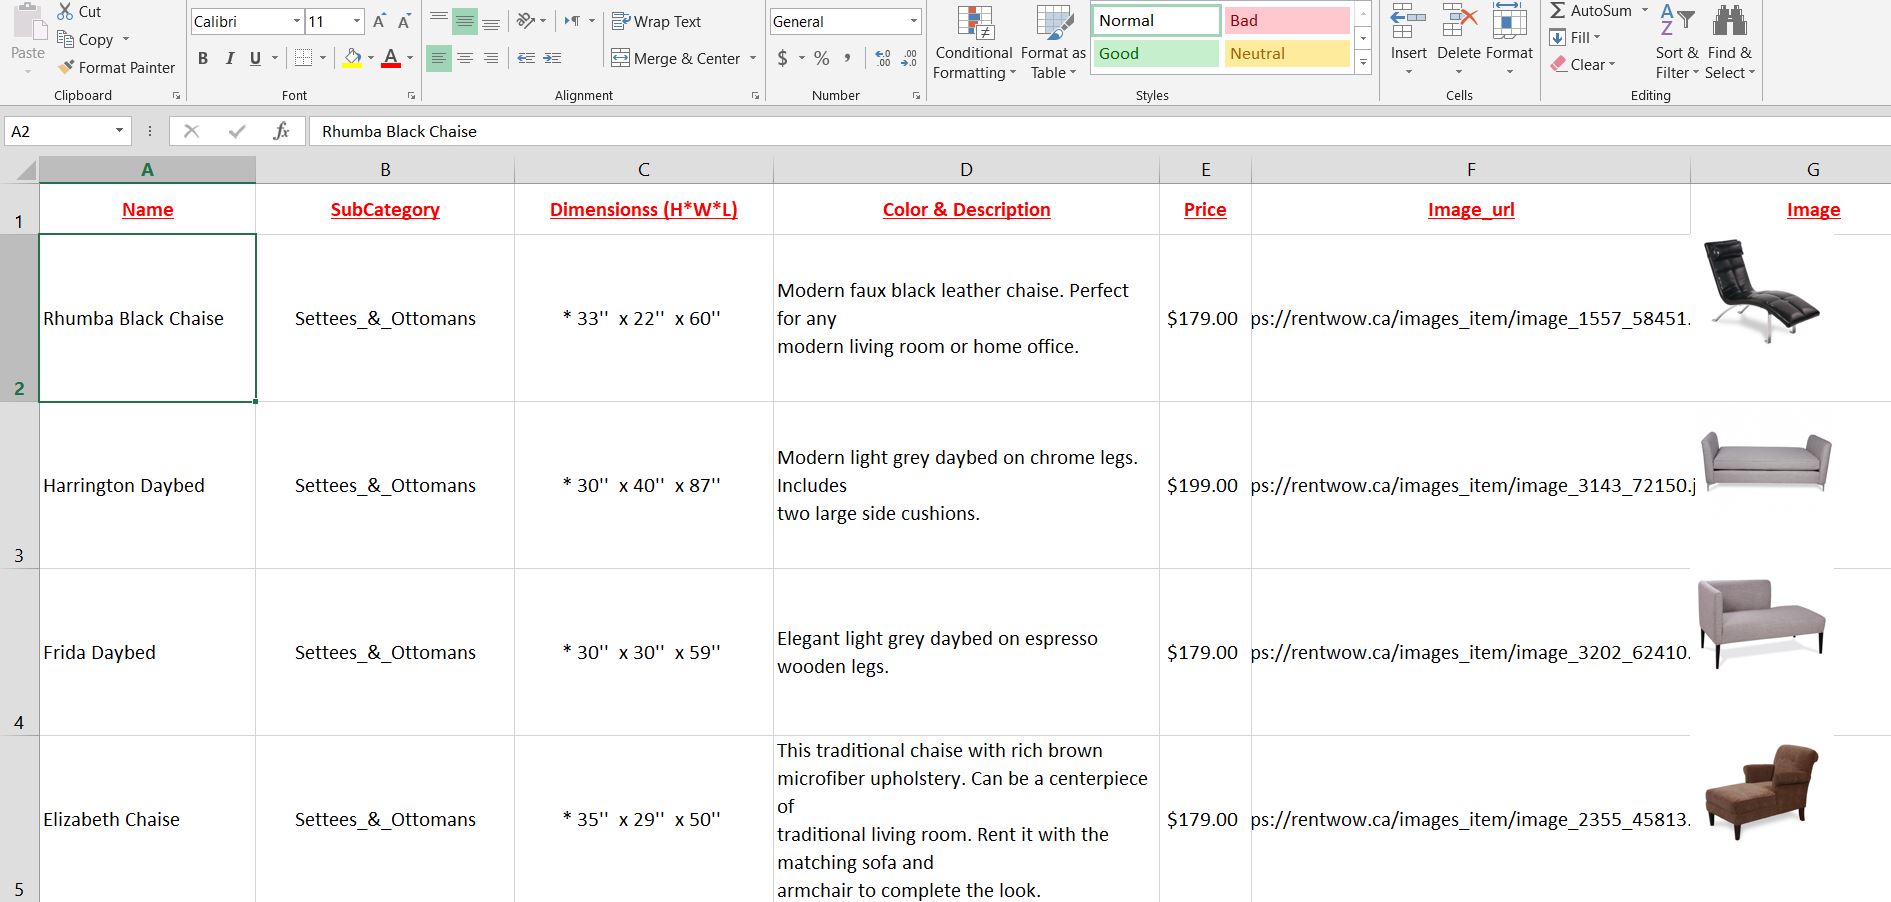 Cut
Copy
Paste
Format Painter
Clipboard
Calibri
11
A A
B I U
A
Font
Wrap Text
Merge & Center
Alignment
General
$ % , .00 .00
Number
Conditional
Formatting
Format as
Table
Normal
Bad
Good
Neutral
Styles
Insert
Delete
Format
Cells
AutoSum
Fill
Clear
Sort &
Filter
Find &
Select
Editing
A2
fx
Rhumba Black Chaise
A B C D E F G
1
Name
SubCategory
Dimensionss (H*W*L)
Color & Description
Price
Image_url
Image
2
Rhumba Black Chaise
Settees_&_Ottomans
* 33'' x 22'' x 60''
Modern faux black leather chaise. Perfect
for any
modern living room or home office.
$179.00
ps://rentwow.ca/images_item/image_1557_58451.
3
Harrington Daybed
Settees_&_Ottomans
* 30'' x 40'' x 87''
Modern light grey daybed on chrome legs.
Includes
two large side cushions.
$199.00
ps://rentwow.ca/images_item/image_3143_72150.j
4
Frida Daybed
Settees_&_Ottomans
* 30'' x 30'' x 59''
Elegant light grey daybed on espresso
wooden legs.
$179.00
ps://rentwow.ca/images_item/image_3202_62410.
5
Elizabeth Chaise
Settees_&_Ottomans
* 35'' x 29'' x 50''
This traditional chaise with rich brown
microfiber upholstery. Can be a centerpiece
of
traditional living room. Rent it with the
matching sofa and
armchair to complete the look.
$179.00
ps://rentwow.ca/images_item/image_2355_45813.